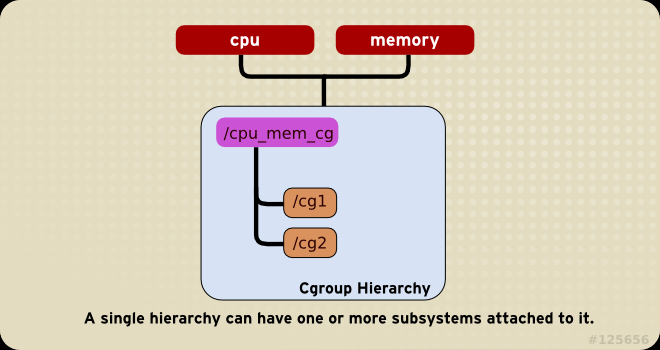 cpu memory
/cpu_mem_cg
/cg1
/cg2
Cgroup Hierarchy
A single hierarchy can have one or more subsystems attached to it.
#125656